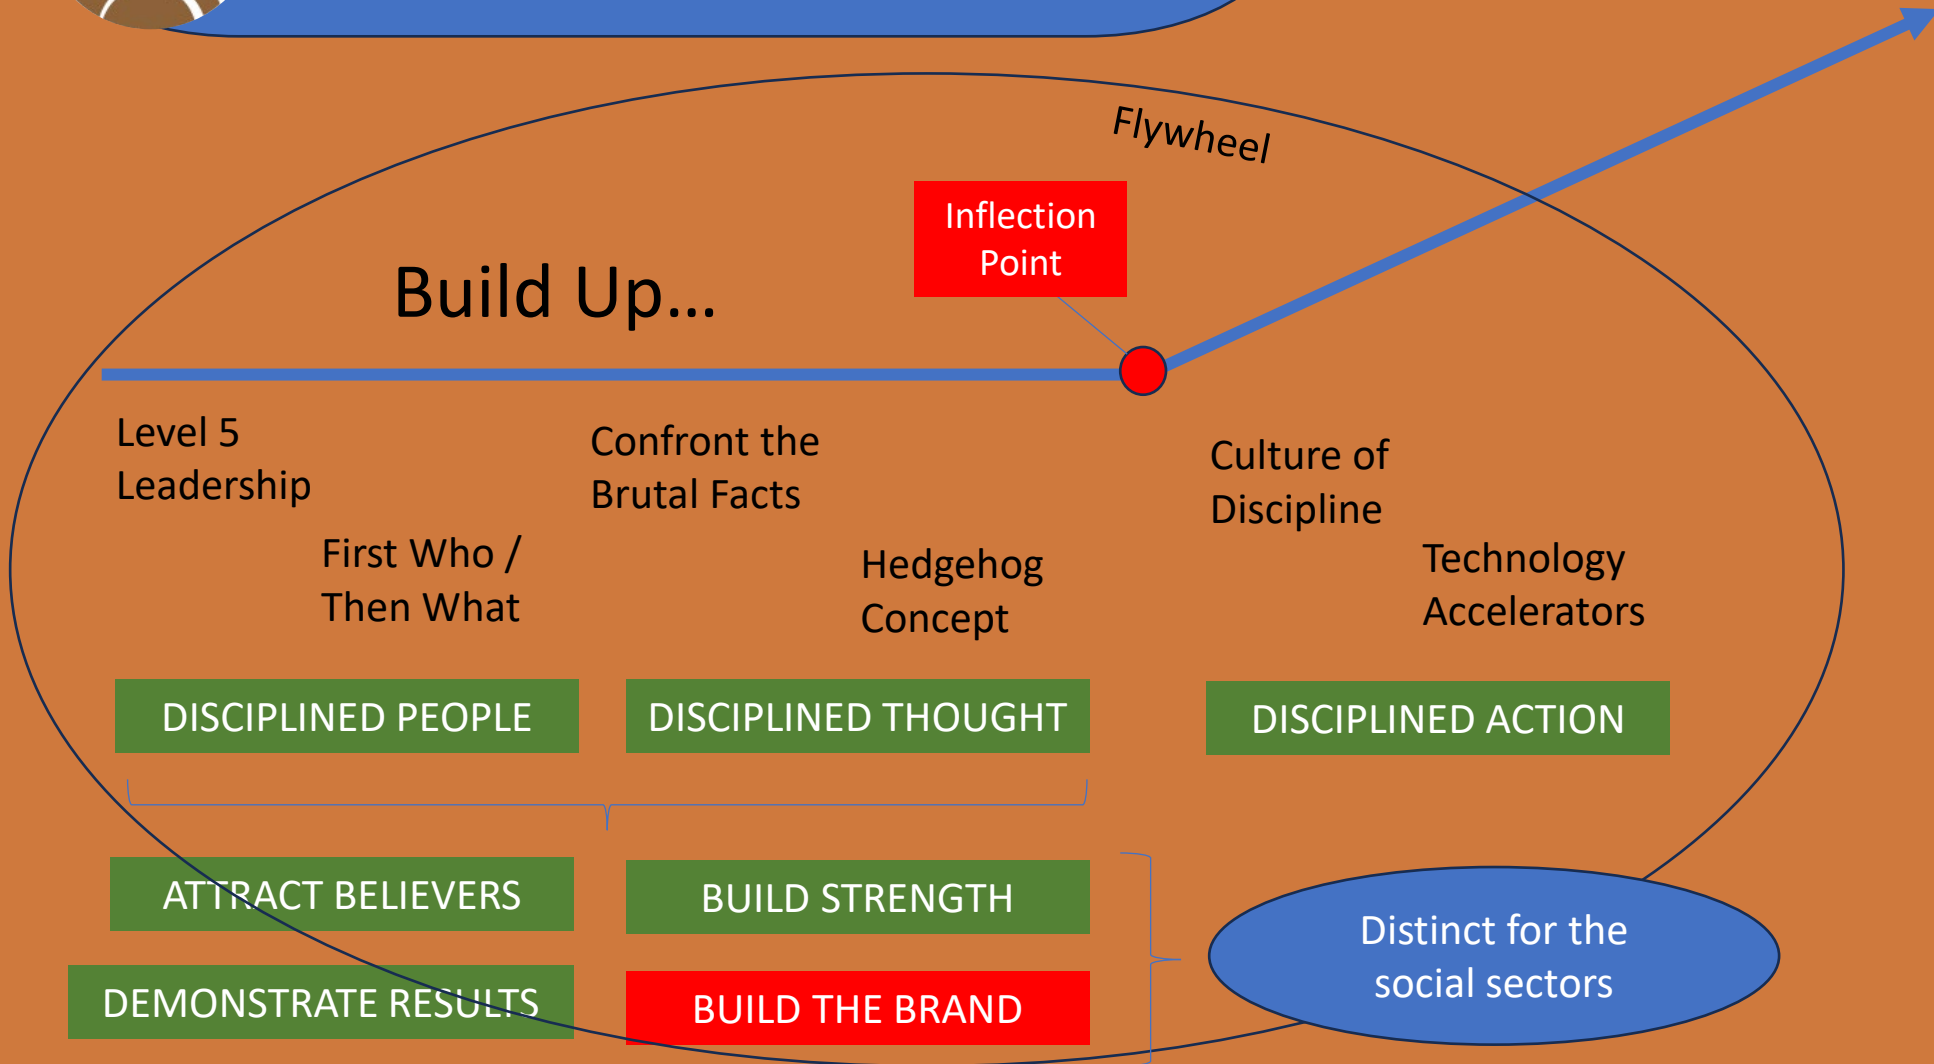 Flywheel
Inflection
Point
Build Up...
Level 5
Leadership
First Who /
Then What
Confront the
Brutal Facts
Hedgehog
Concept
Culture of
Discipline
Technology
Accelerators
DISCIPLINED PEOPLE
DISCIPLINED THOUGHT
DISCIPLINED ACTION
ATTRACT BELIEVERS
BUILD STRENGTH
DEMONSTRATE RESULTS
BUILD THE BRAND
Distinct for the
social sectors